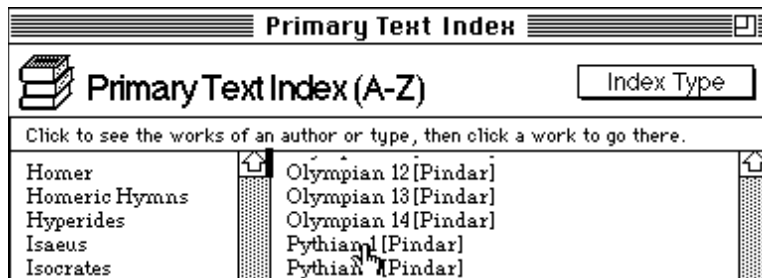 Primary Text Index
Primary Text Index (A-Z)
Index Type
Click to see the works of an author or type, then click a work to go there.
Homer
Homeric Hymns
Hyperides
Isaeus
Isocrates
Olympian 12 [Pindar]
Olympian 13 [Pindar]
Olympian 14 [Pindar]
Pythian 1 [Pindar]
Pythian [Pindar]